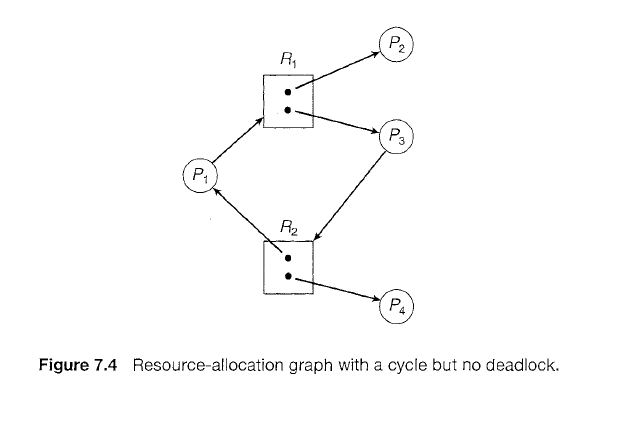 P₂
R₁
P₃
P₁
R₂
P₄
Figure 7.4 Resource-allocation graph with a cycle but no deadlock.